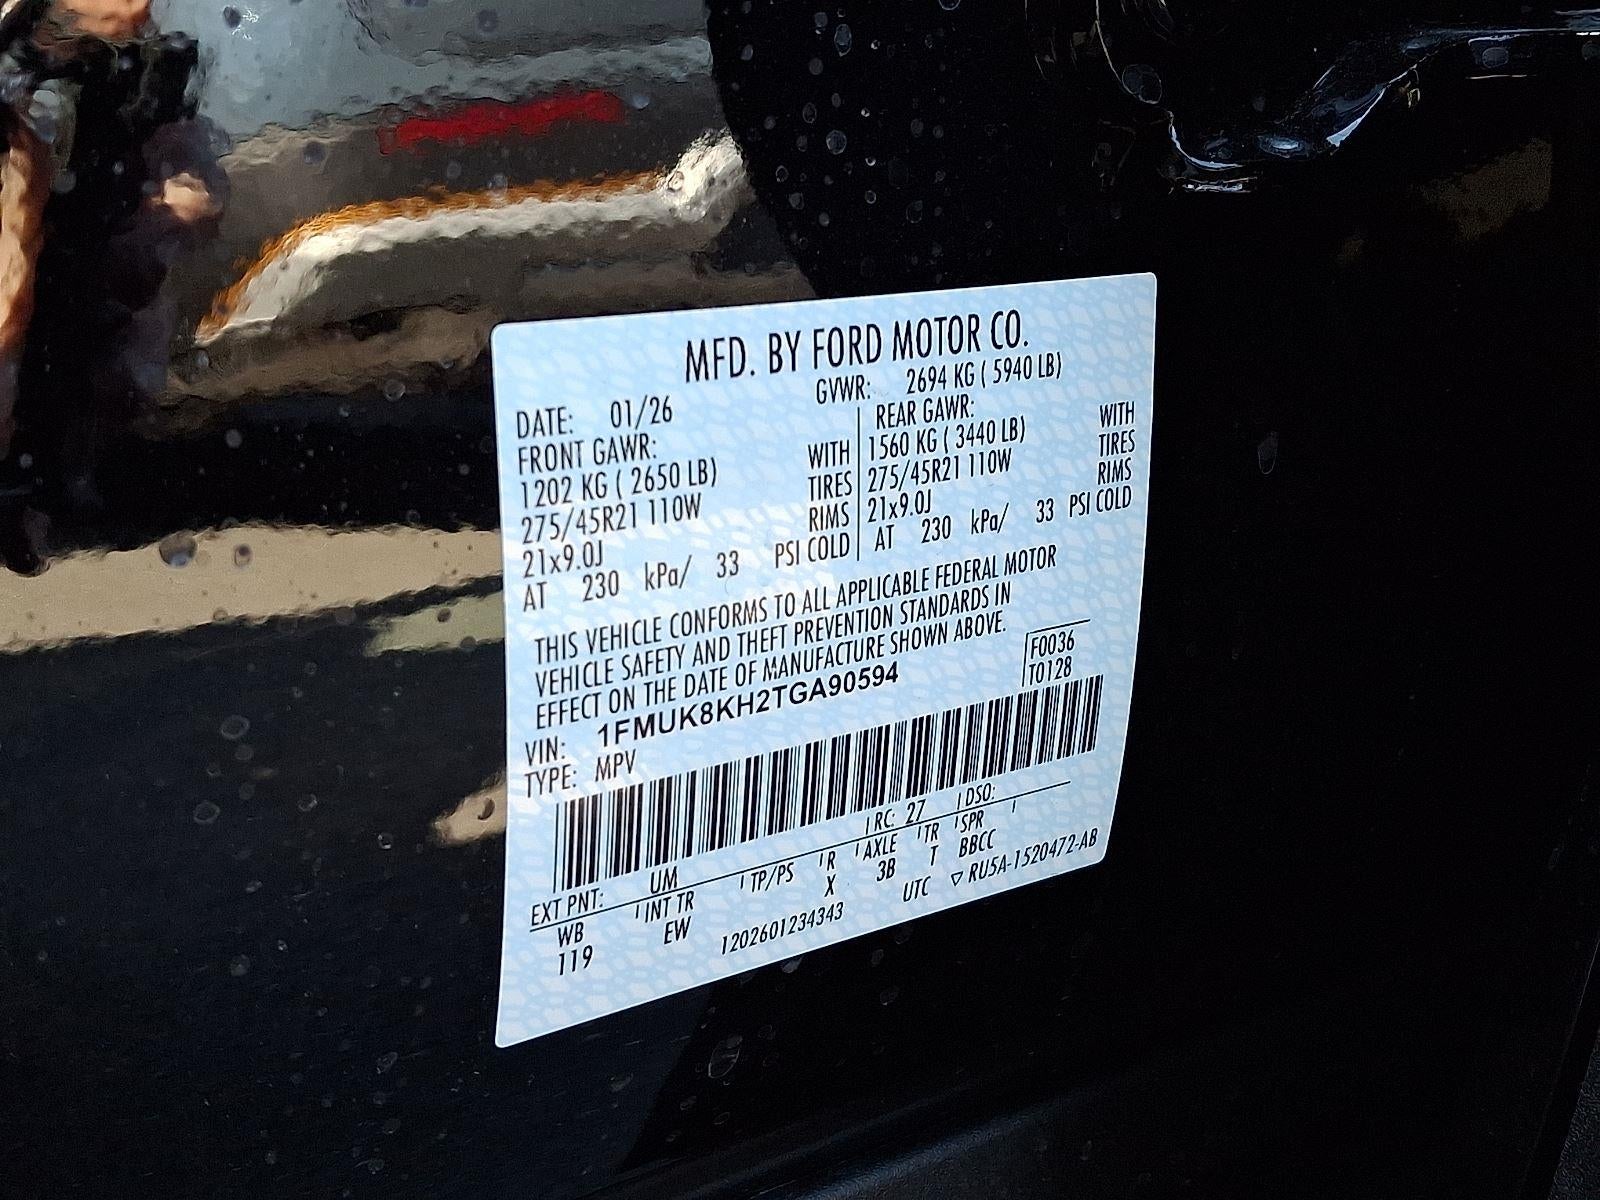 MFD. BY FORD MOTOR CO.
DATE: 01/26 GVWR: 2694 KG ( 5940 LB)
FRONT GAWR: WITH
1202 KG ( 2650 LB) TIRES
275/45R21 110W RIMS
21x9.0J
AT 230 kPa/ 33 PSI COLD
REAR GAWR: WITH
1560 KG ( 3440 LB) TIRES
275/45R21 110W RIMS
21x9.0J
AT 230 kPa/ 33 PSI COLD
THIS VEHICLE CONFORMS TO ALL APPLICABLE FEDERAL MOTOR
VEHICLE SAFETY AND THEFT PREVENTION STANDARDS IN
EFFECT ON THE DATE OF MANUFACTURE SHOWN ABOVE.
F0036
T0128
VIN: 1FMUK8KH2TGA90594
TYPE: MPV
EXT PNT: UM RC: 27 DSO:
WB INT TR TP/PS R AXLE TR SPR
119 EW X 3B T BBCC
1202601234343 UTC ▽ RU5A-1520472-AB